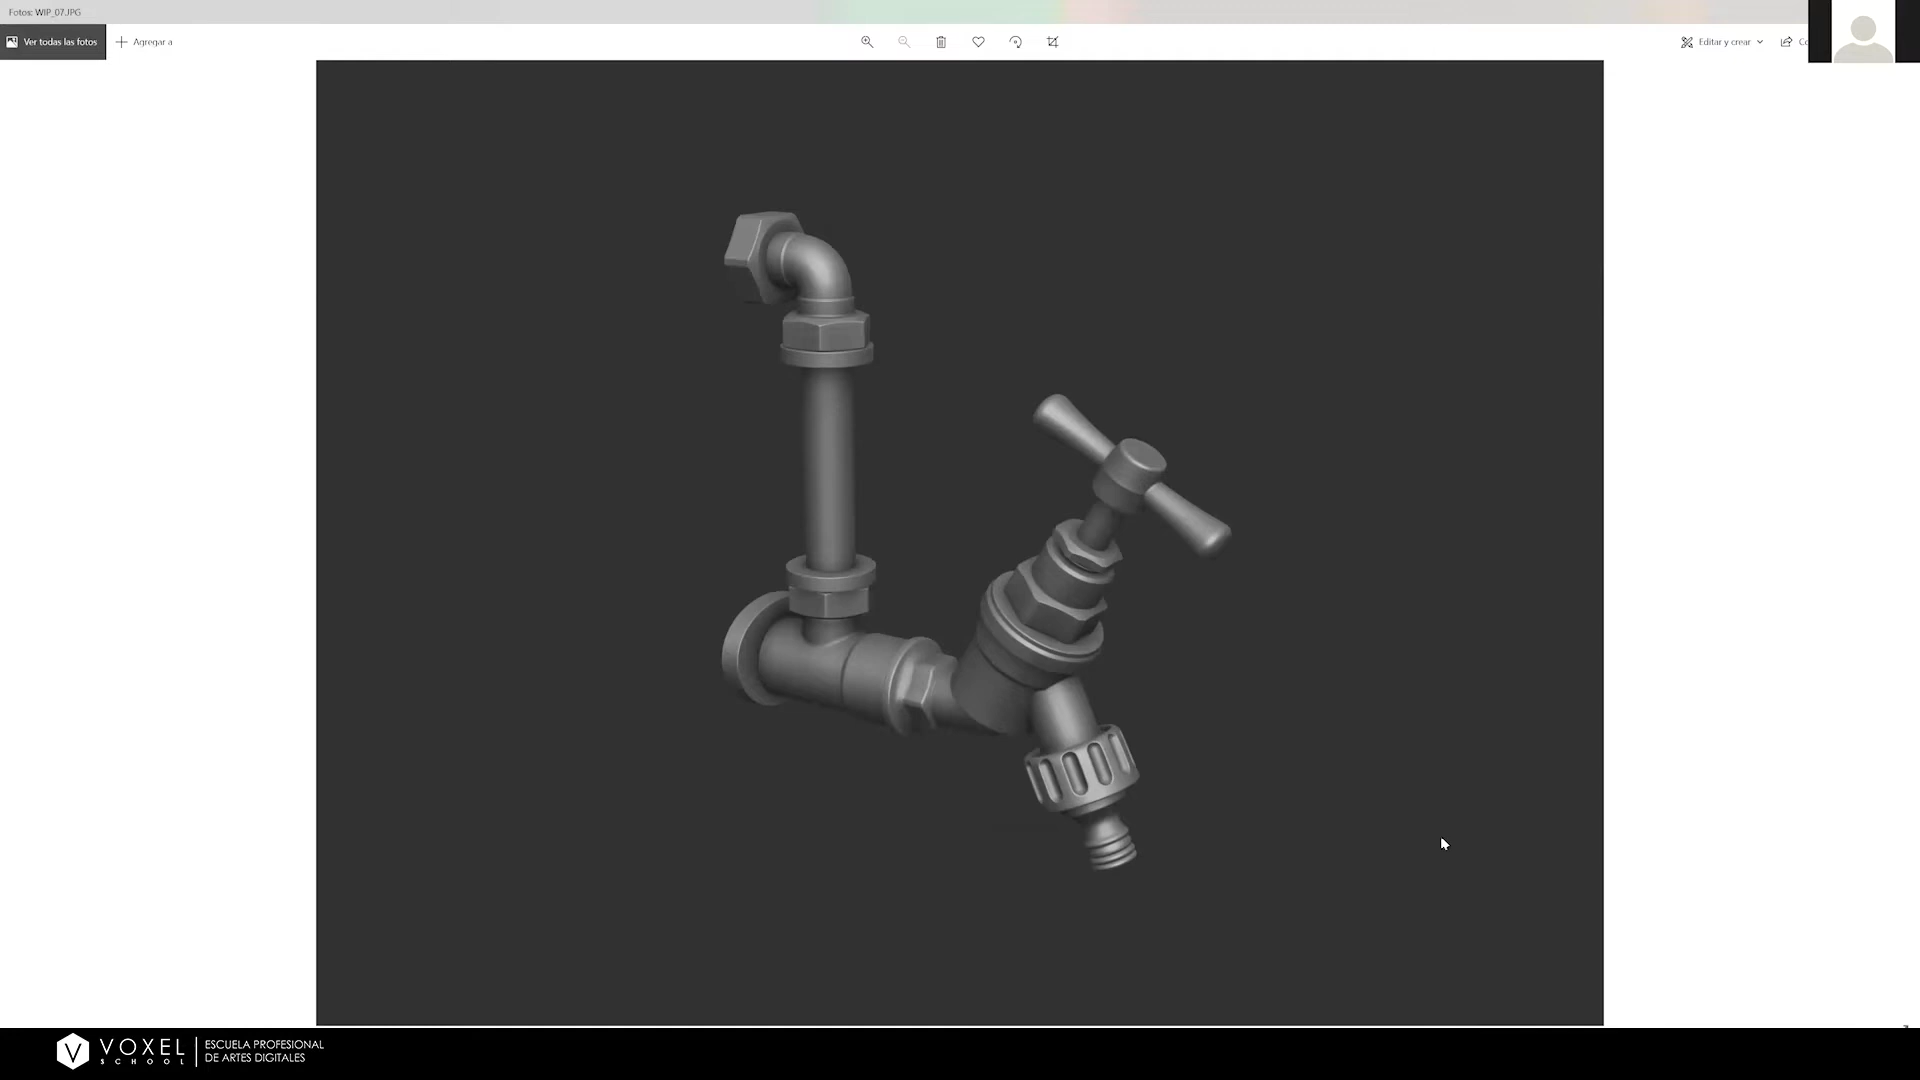 Fotos: WIP_07.JPG
Ver todas las fotos
Agregar a
Editar y crear
VOXEL
SCHOOL
ESCUELA PROFESIONAL
DE ARTES DIGITALES